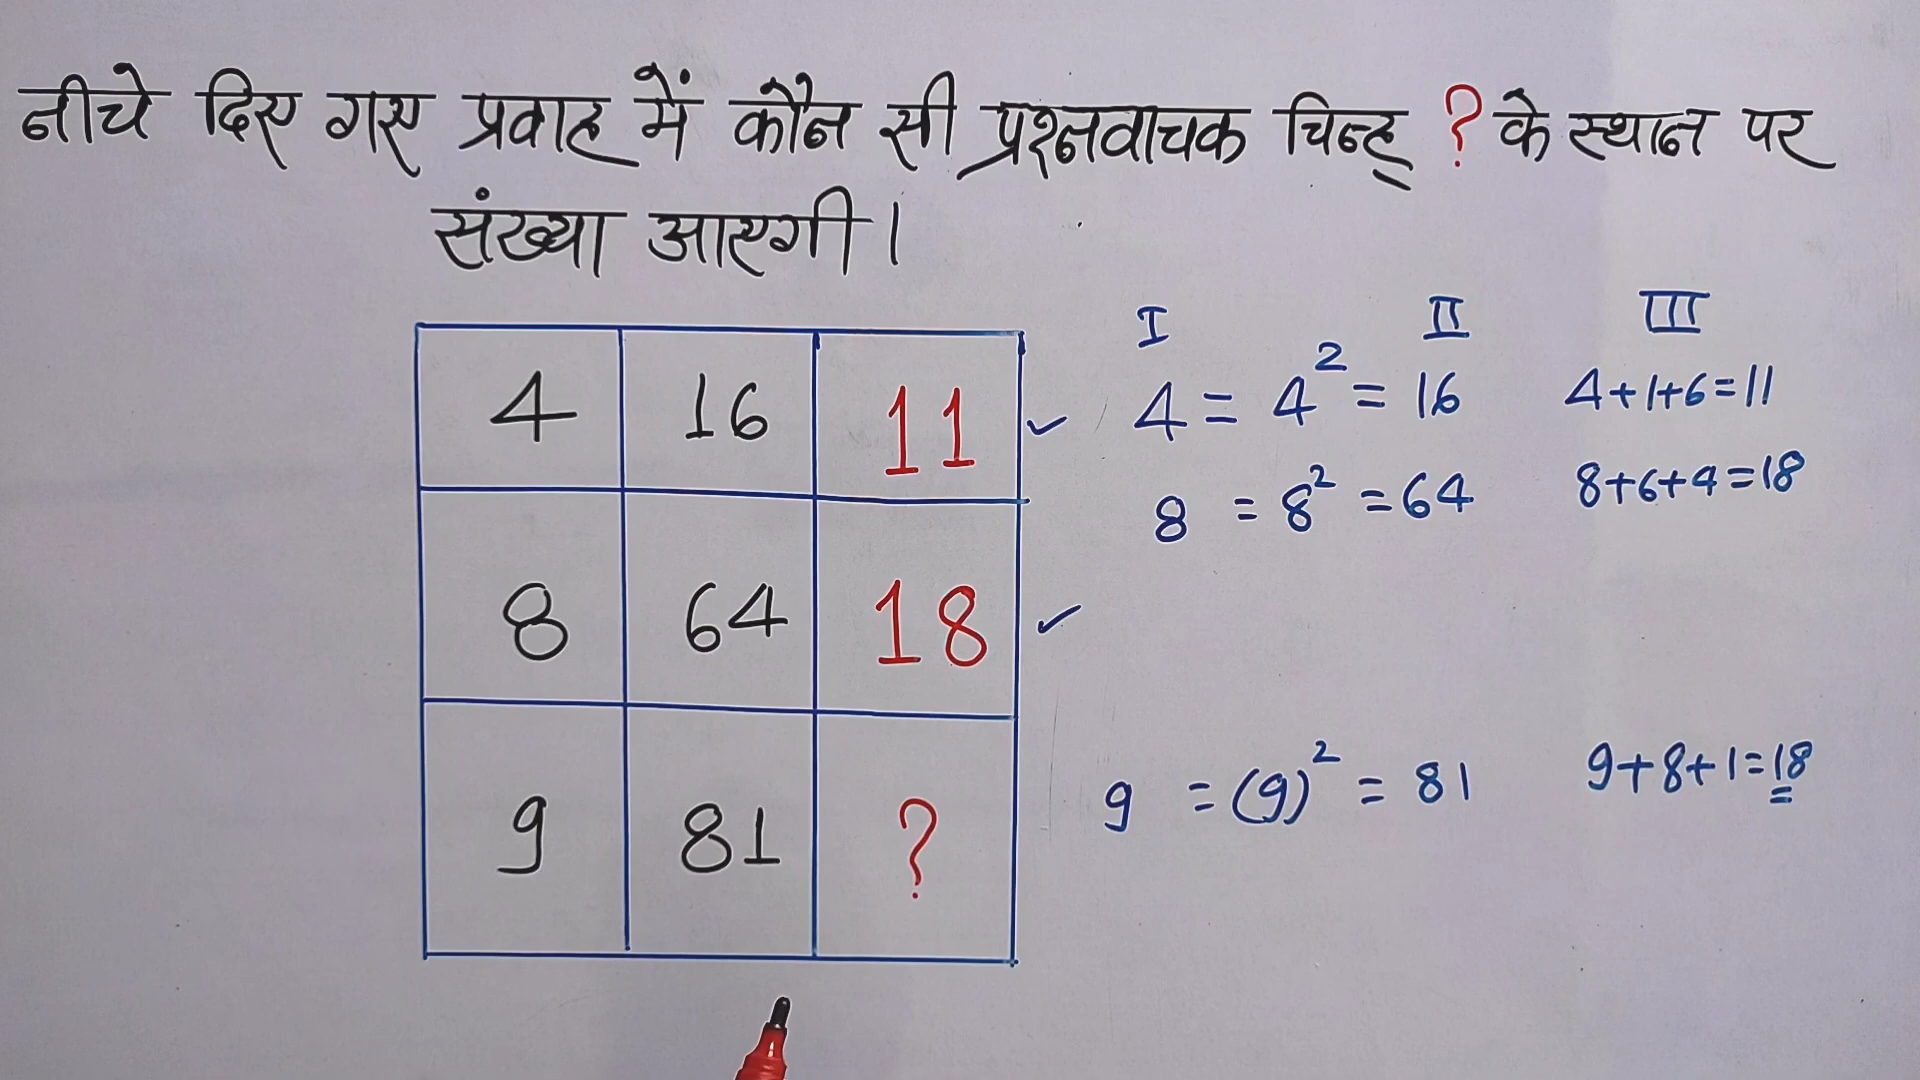 नीचे दिए गए प्रवाह में कौन सी प्रश्नवाचक चिन्ह् ? के स्थान पर
संख्या आएगी।
I II III
4 16 11 ✓ 4 = 4² = 16 4+1+6=11
8 = 8² = 64 8+6+4=18
8 64 18 ✓
9 81 ? 9 = (9)² = 81 9+8+1=18